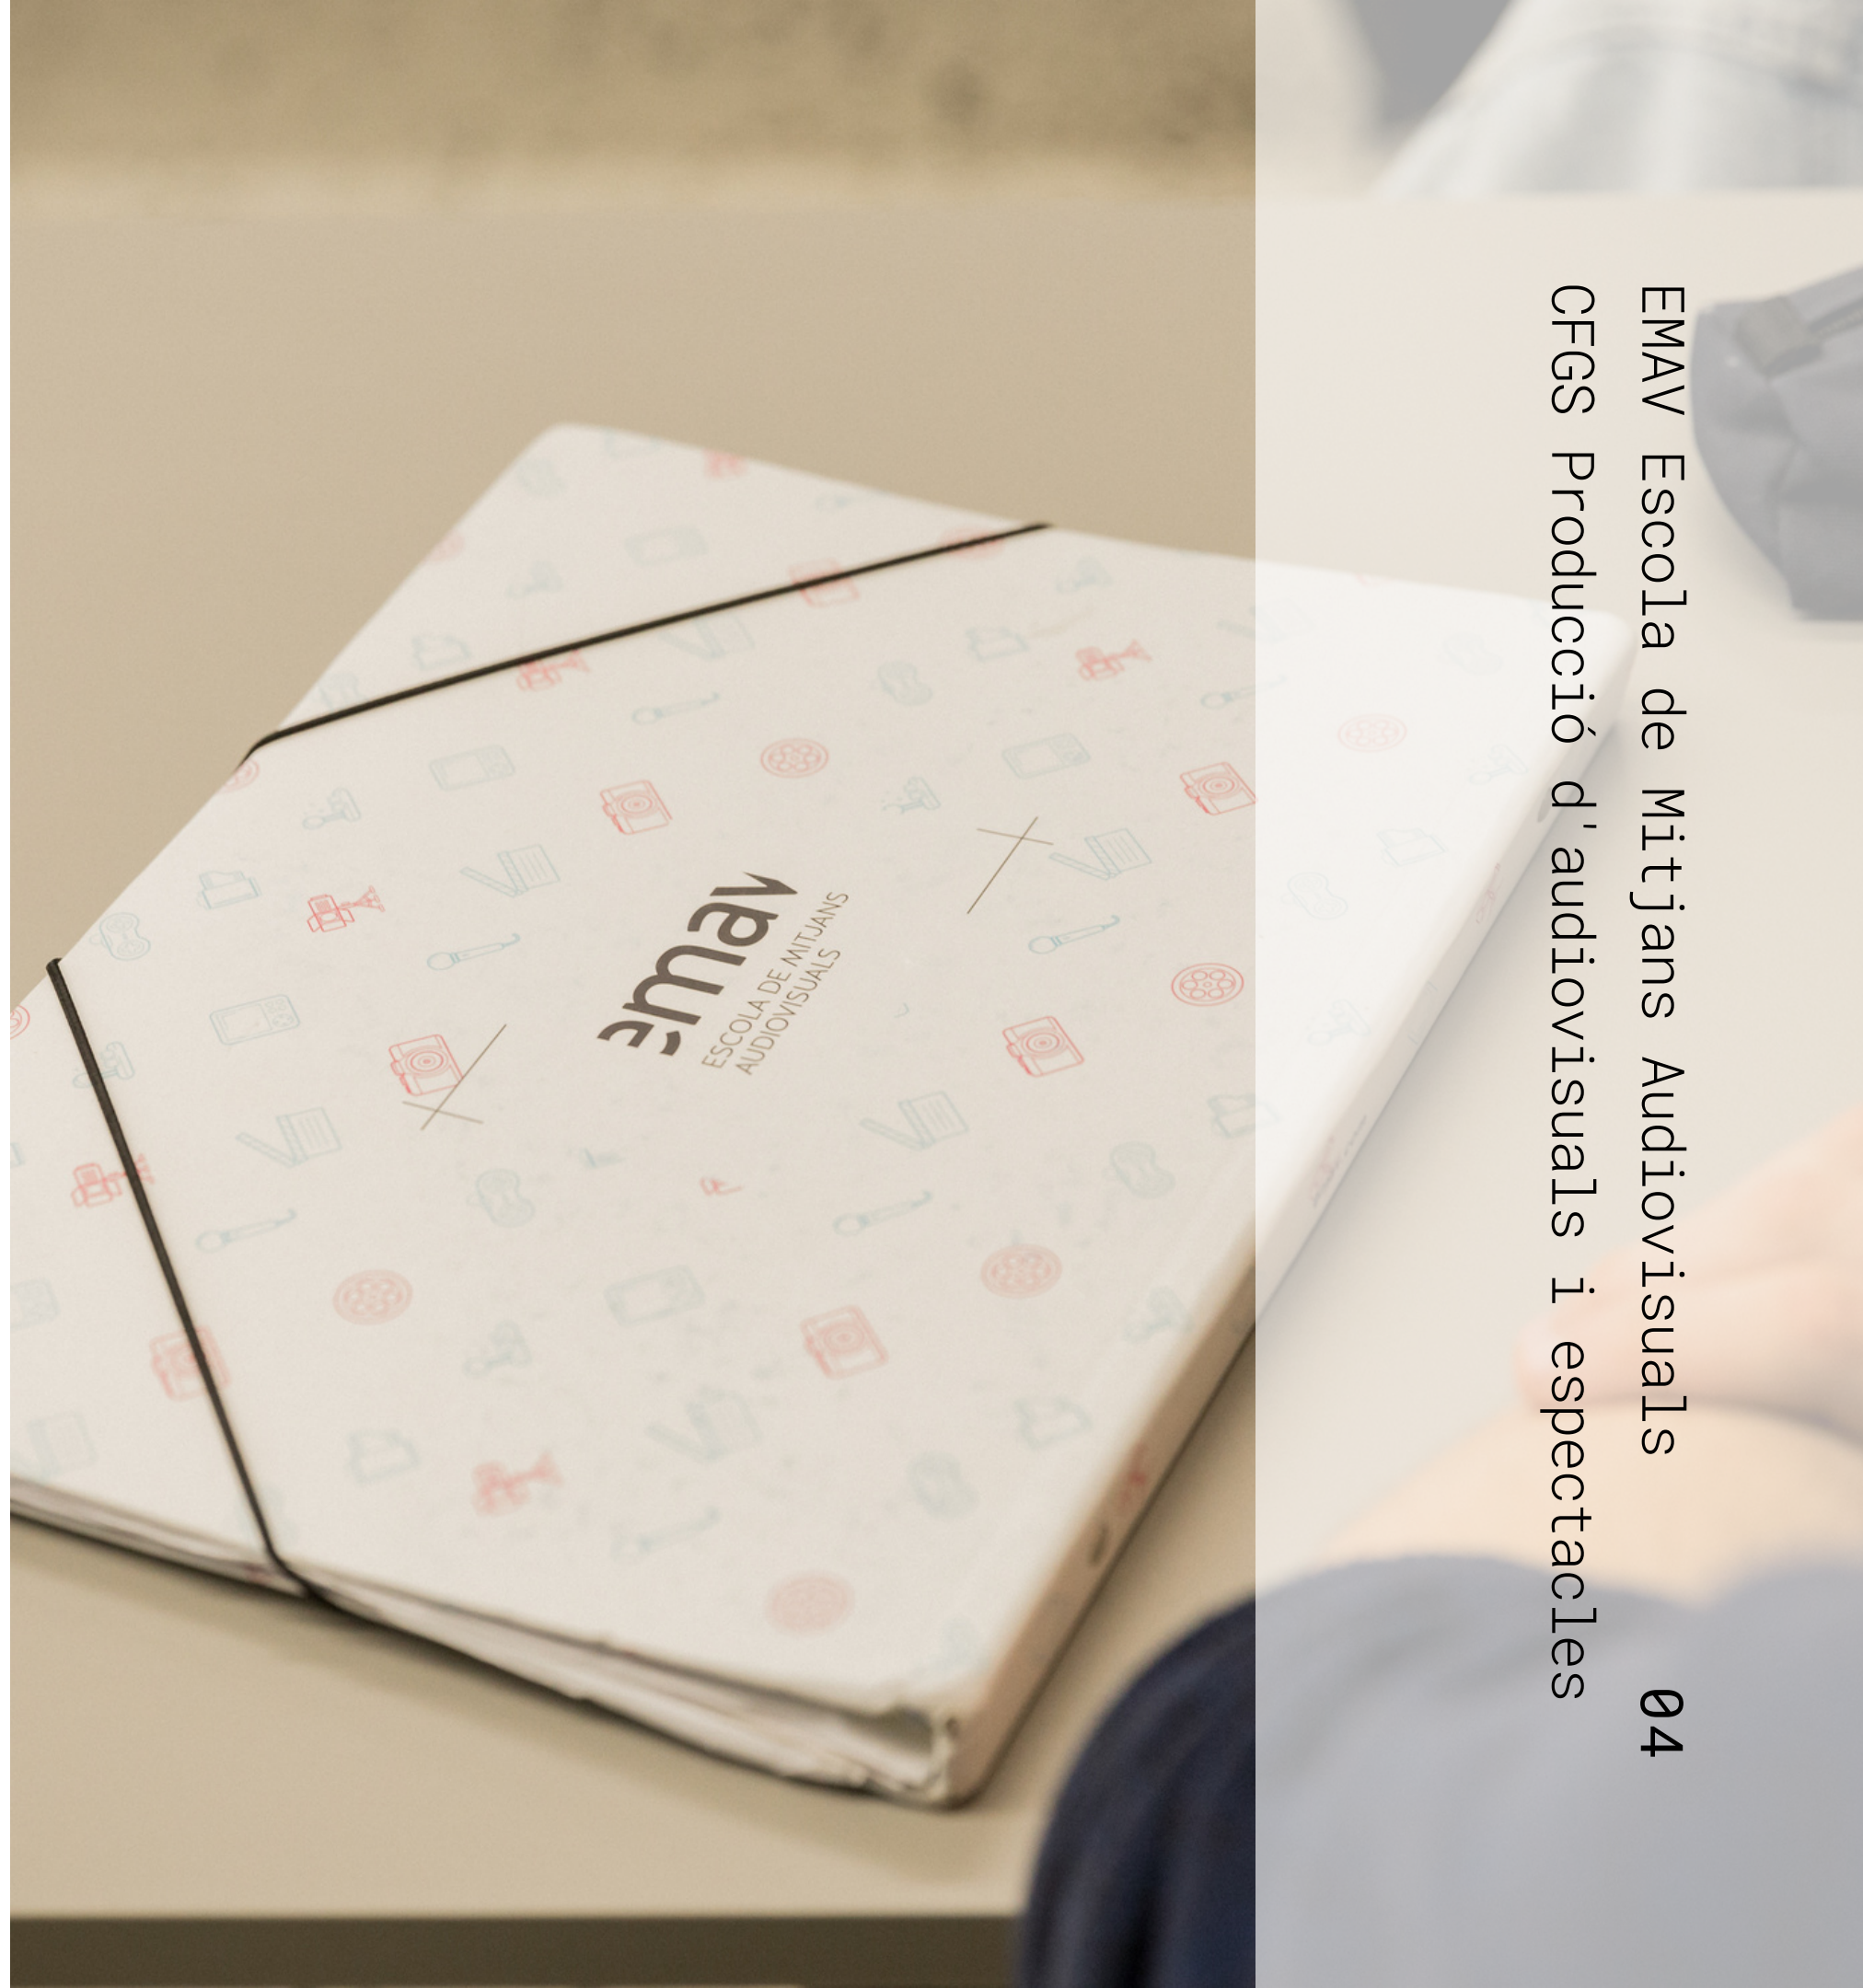 EMAV Escola de Mitjans Audiovisuals 04
CFGS Producció d'audiovisuals i espectacles
emav
ESCOLA DE MITJANS
AUDIOVISUALS